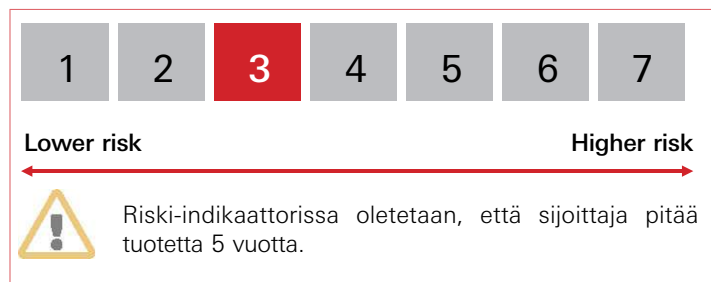 1 2 3 4 5 6 7
Lower risk Higher risk
Riski-indikaattorissa oletetaan, että sijoittaja pitää
tuotetta 5 vuotta.